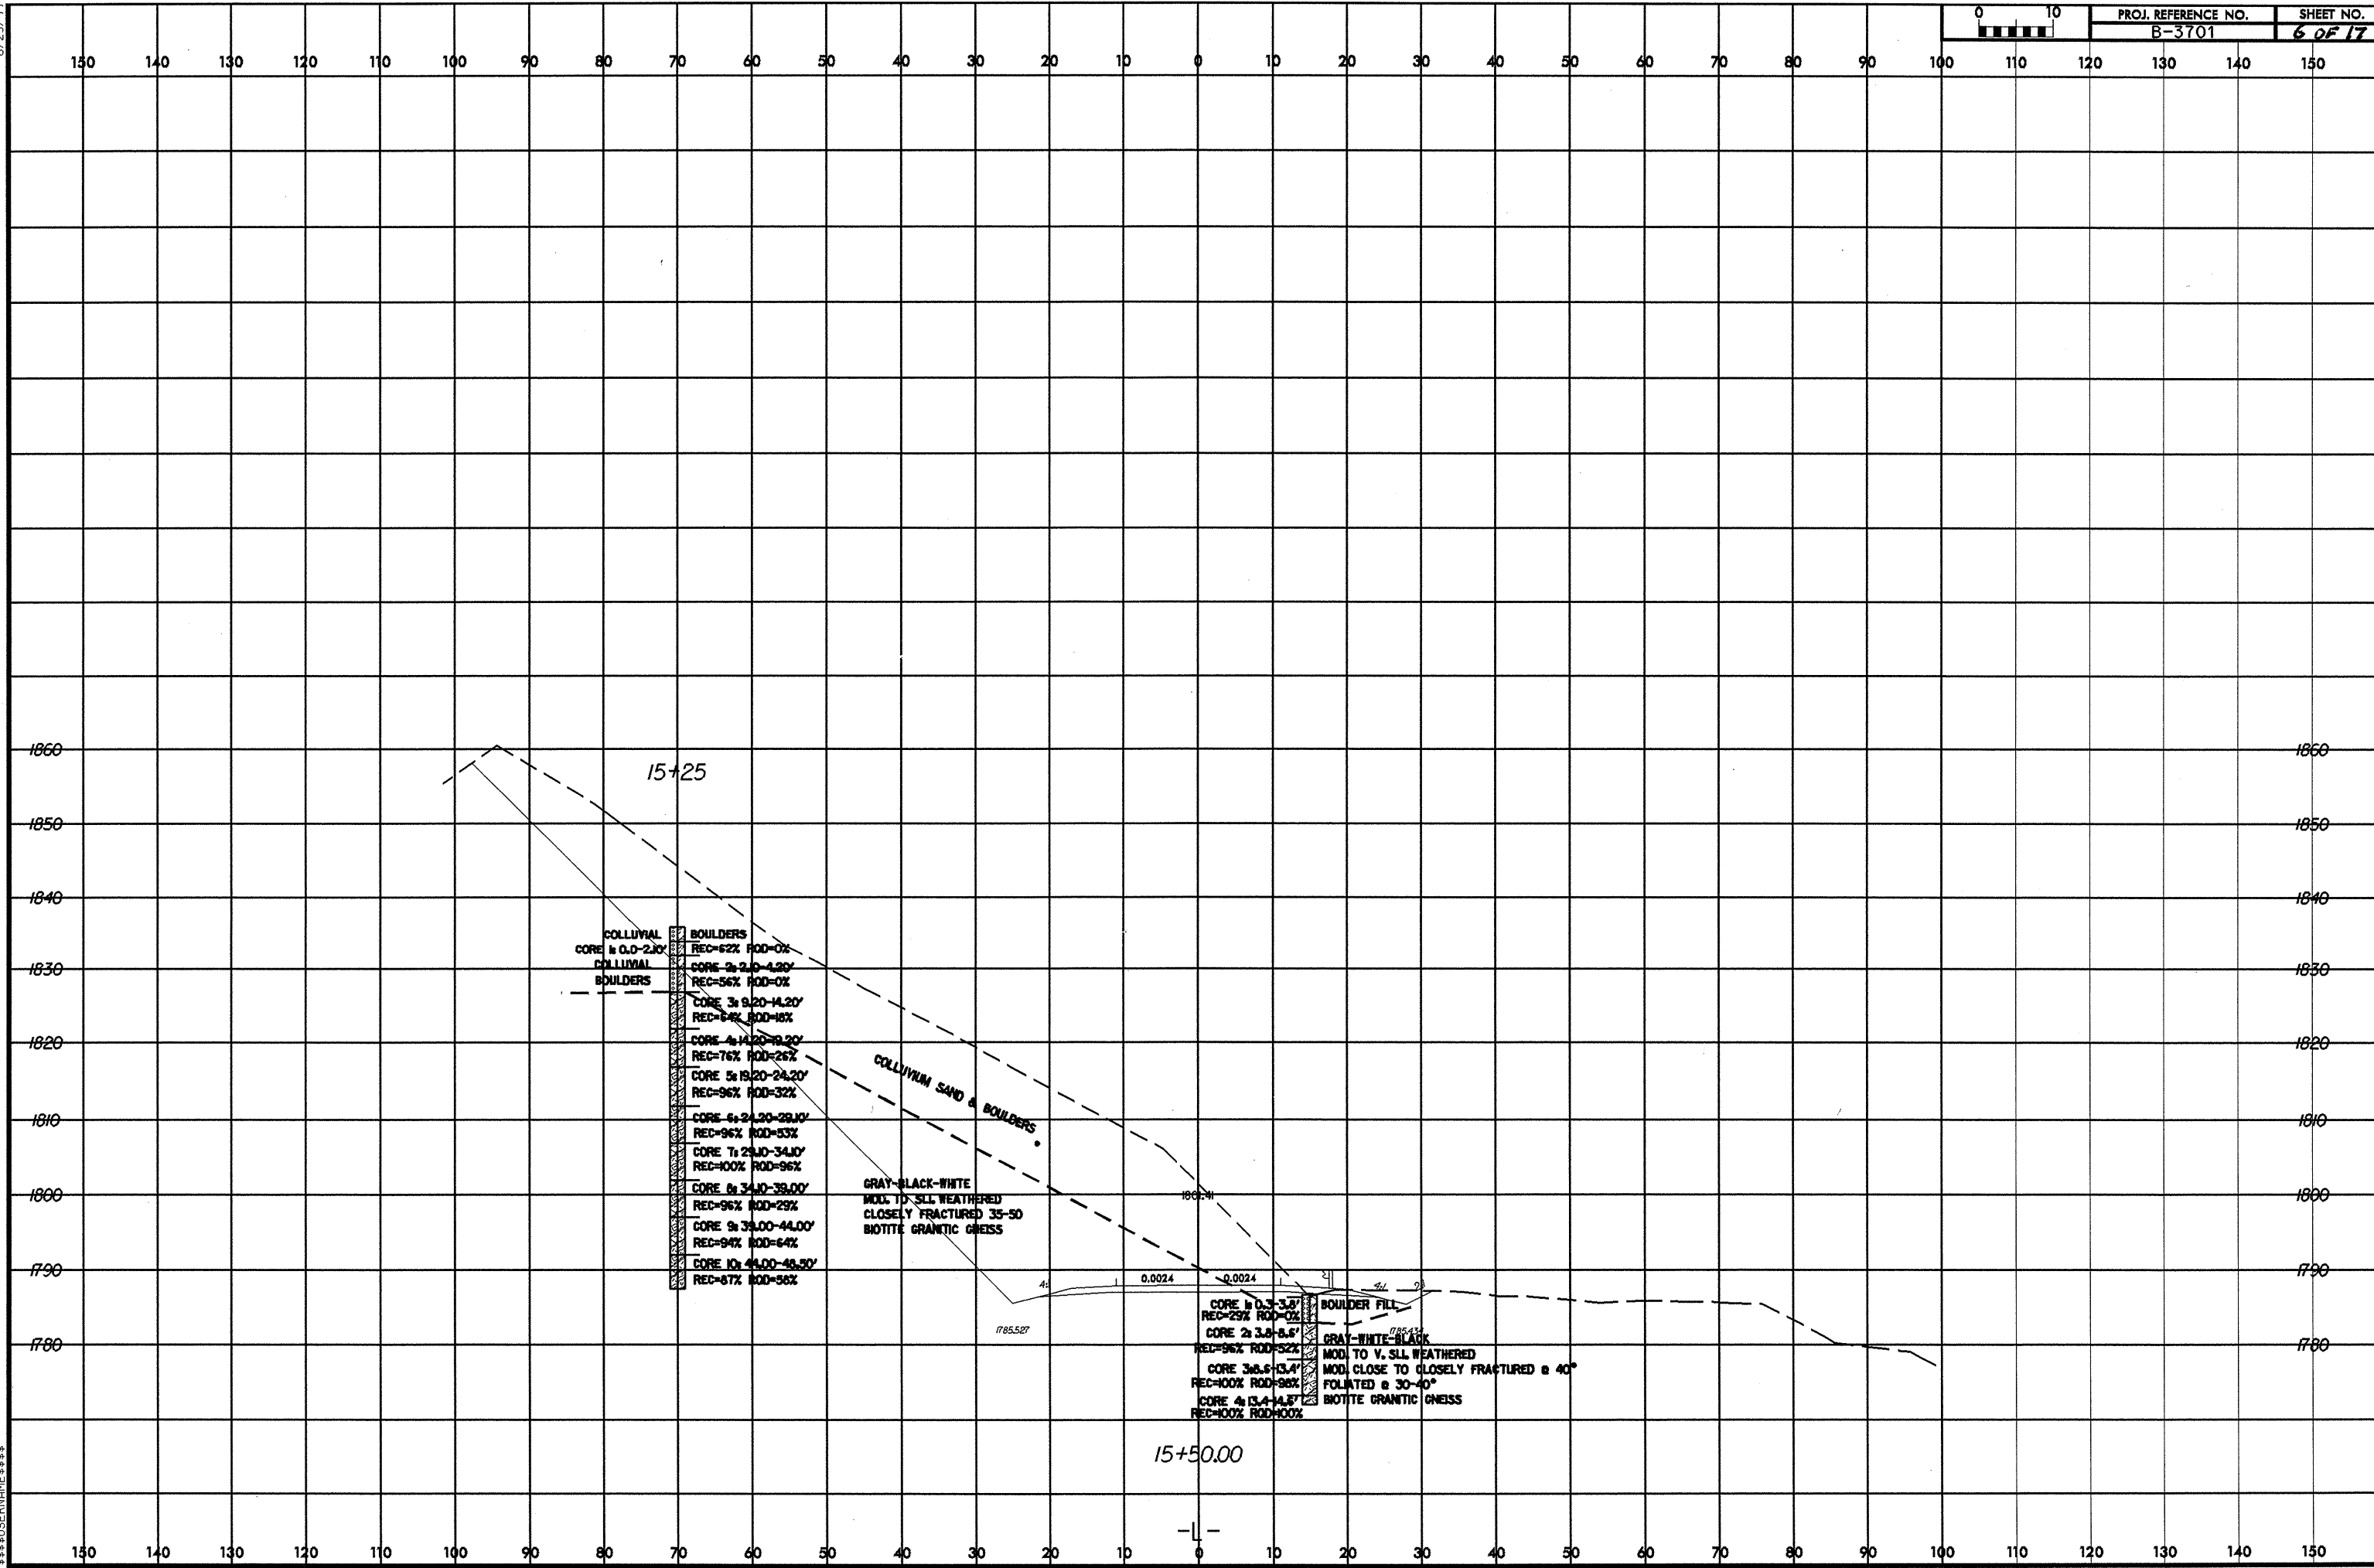 0 10
PROJ. REFERENCE NO. SHEET NO.
B-3701 6 OF 17
150 140 130 120 110 100 90 80 70 60 50 40 30 20 10 0 10 20 30 40 50 60 70 80 90 100 110 120 130 140 150
1860 1860
15+25
1850 1850
1840 1840
COLLUVIAL BOULDERS
CORE 1: 0.0-2.10' REC=62% RQD=0%
1830 1830
COLLUVIAL CORE 2: 2.10-4.20'
BOULDERS REC=56% RQD=0%
CORE 3: 9.20-14.20'
REC=64% RQD=18%
1820 1820
CORE 4: 14.20-19.20'
REC=76% RQD=26%
CORE 5: 19.20-24.20'
REC=96% RQD=32%
COLLUVIUM SAND & BOULDERS
1810 1810
CORE 6: 24.20-29.10'
REC=96% RQD=53%
CORE 7: 29.10-34.10'
REC=100% RQD=96%
1800 1800
CORE 8: 34.10-39.00'
REC=96% RQD=29%
CORE 9: 39.00-44.00'
REC=94% RQD=64%
CORE 10: 44.00-48.50'
REC=87% RQD=58%
GRAY-BLACK-WHITE
MOD. TO SLI. WEATHERED
CLOSELY FRACTURED 35-50
BIOTITE GRANITIC GNEISS
1801.41
1790 1790
4:1 0.0024 0.0024 4:1
1785.527 1785.434
1780 1780
CORE 1: 0.3-3.8' BOULDER FILL
REC=29% RQD=0%
CORE 2: 3.8-8.6'
REC=96% RQD=52%
CORE 3: 8.6-13.4'
REC=100% RQD=98%
CORE 4: 13.4-14.6'
REC=100% RQD=100%
GRAY-WHITE-BLACK
MOD. TO V. SLI. WEATHERED
MOD. CLOSE TO CLOSELY FRACTURED @ 40°
FOLIATED @ 30-40°
BIOTITE GRANITIC GNEISS
15+50.00
-L-
150 140 130 120 110 100 90 80 70 60 50 40 30 20 10 0 10 20 30 40 50 60 70 80 90 100 110 120 130 140 150